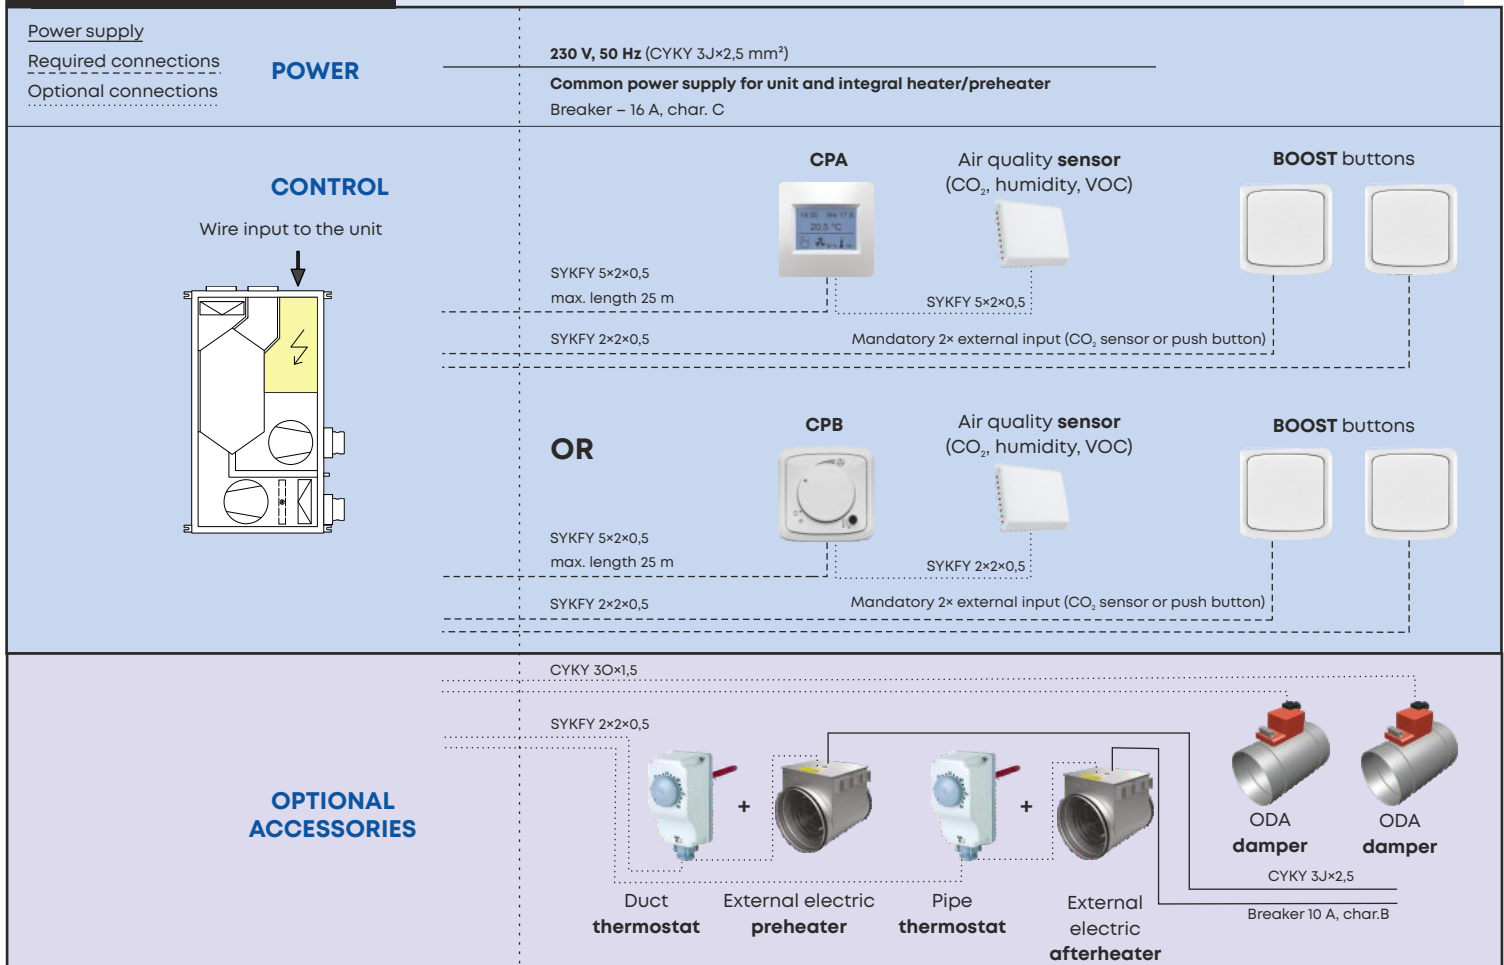 Power supply
Required connections
Optional connections
POWER
230 V, 50 Hz (CYKY 3J×2,5 mm²)
Common power supply for unit and integral heater/preheater
Breaker – 16 A, char. C
CONTROL
Wire input to the unit
CPA
Air quality sensor
(CO₂, humidity, VOC)
BOOST buttons
14:30 We 17.9
20,5 °C
SYKFY 5×2×0,5
max. length 25 m
SYKFY 5×2×0,5
SYKFY 2×2×0,5
Mandatory 2× external input (CO₂ sensor or push button)
OR
CPB
Air quality sensor
(CO₂, humidity, VOC)
BOOST buttons
SYKFY 5×2×0,5
max. length 25 m
SYKFY 2×2×0,5
SYKFY 2×2×0,5
Mandatory 2× external input (CO₂ sensor or push button)
OPTIONAL
ACCESSORIES
CYKY 3O×1,5
SYKFY 2×2×0,5
+
+
ODA
damper
ODA
damper
CYKY 3J×2,5
Breaker 10 A, char.B
Duct
thermostat
External electric
preheater
Pipe
thermostat
External
electric
afterheater